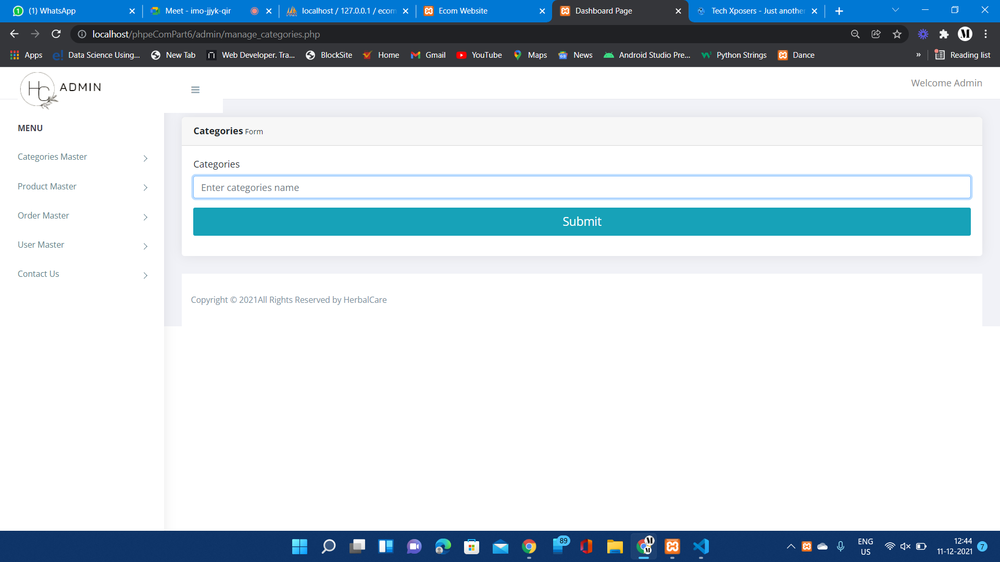 (1) WhatsApp
Meet - imo-jjyk-qir
localhost / 127.0.0.1 / ecom
Ecom Website
Dashboard Page
Tech Xposers - Just another
localhost/phpeComPart6/admin/manage_categories.php
Apps
Data Science Using...
New Tab
Web Developer. Tra...
BlockSite
Home
Gmail
YouTube
Maps
News
Android Studio Pre...
Python Strings
Dance
»
Reading list
HC ADMIN
Welcome Admin
MENU
Categories Master
Product Master
Order Master
User Master
Contact Us
Categories Form
Categories
Enter categories name
Submit
Copyright © 2021All Rights Reserved by HerbalCare
89
ENG
US
12:44
11-12-2021
7